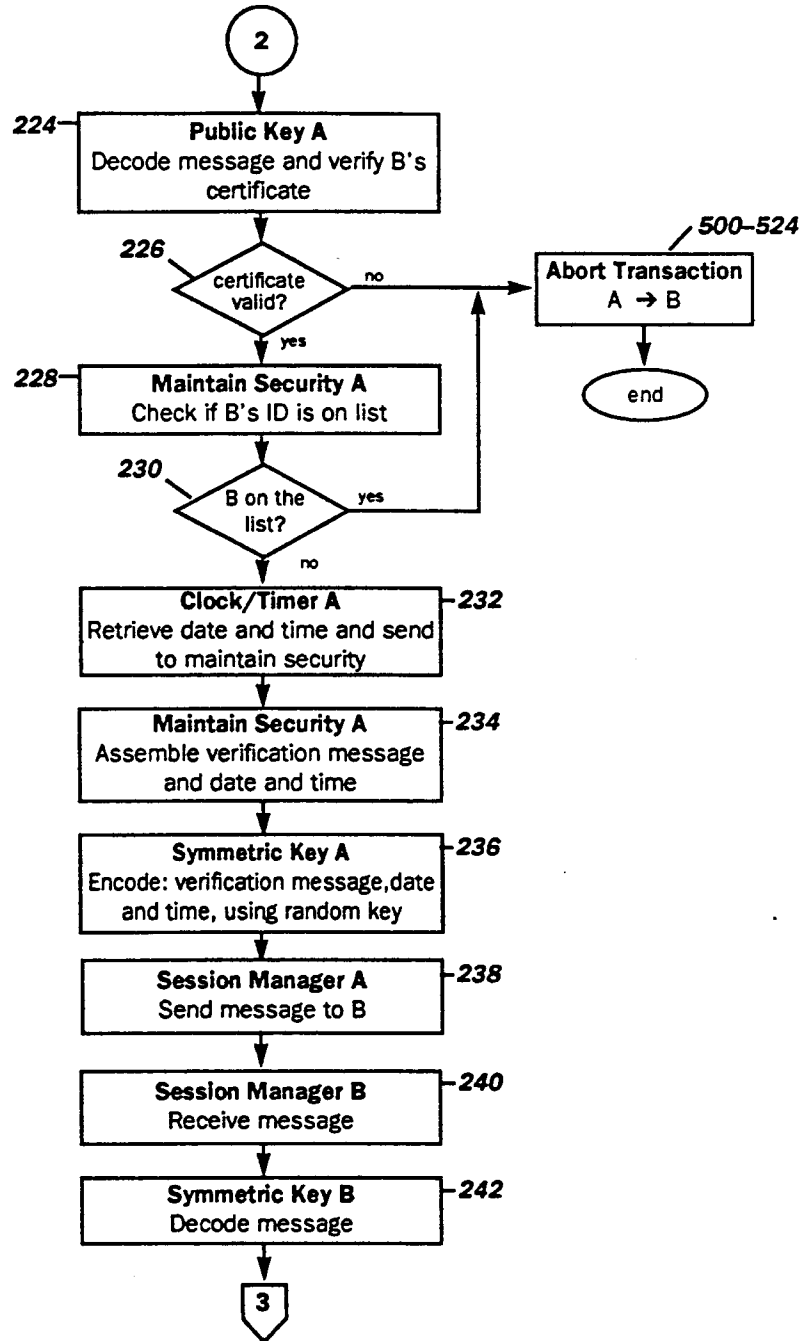 2
224
Public Key A
Decode message and verify B's
certificate
226
certificate
valid?
no
yes
500-524
Abort Transaction
A → B
end
228
Maintain Security A
Check if B's ID is on list
230
B on the
list?
yes
no
Clock/Timer A
Retrieve date and time and send
to maintain security
232
Maintain Security A
Assemble verification message
and date and time
234
Symmetric Key A
Encode: verification message,date
and time, using random key
236
Session Manager A
Send message to B
238
Session Manager B
Receive message
240
Symmetric Key B
Decode message
242
3